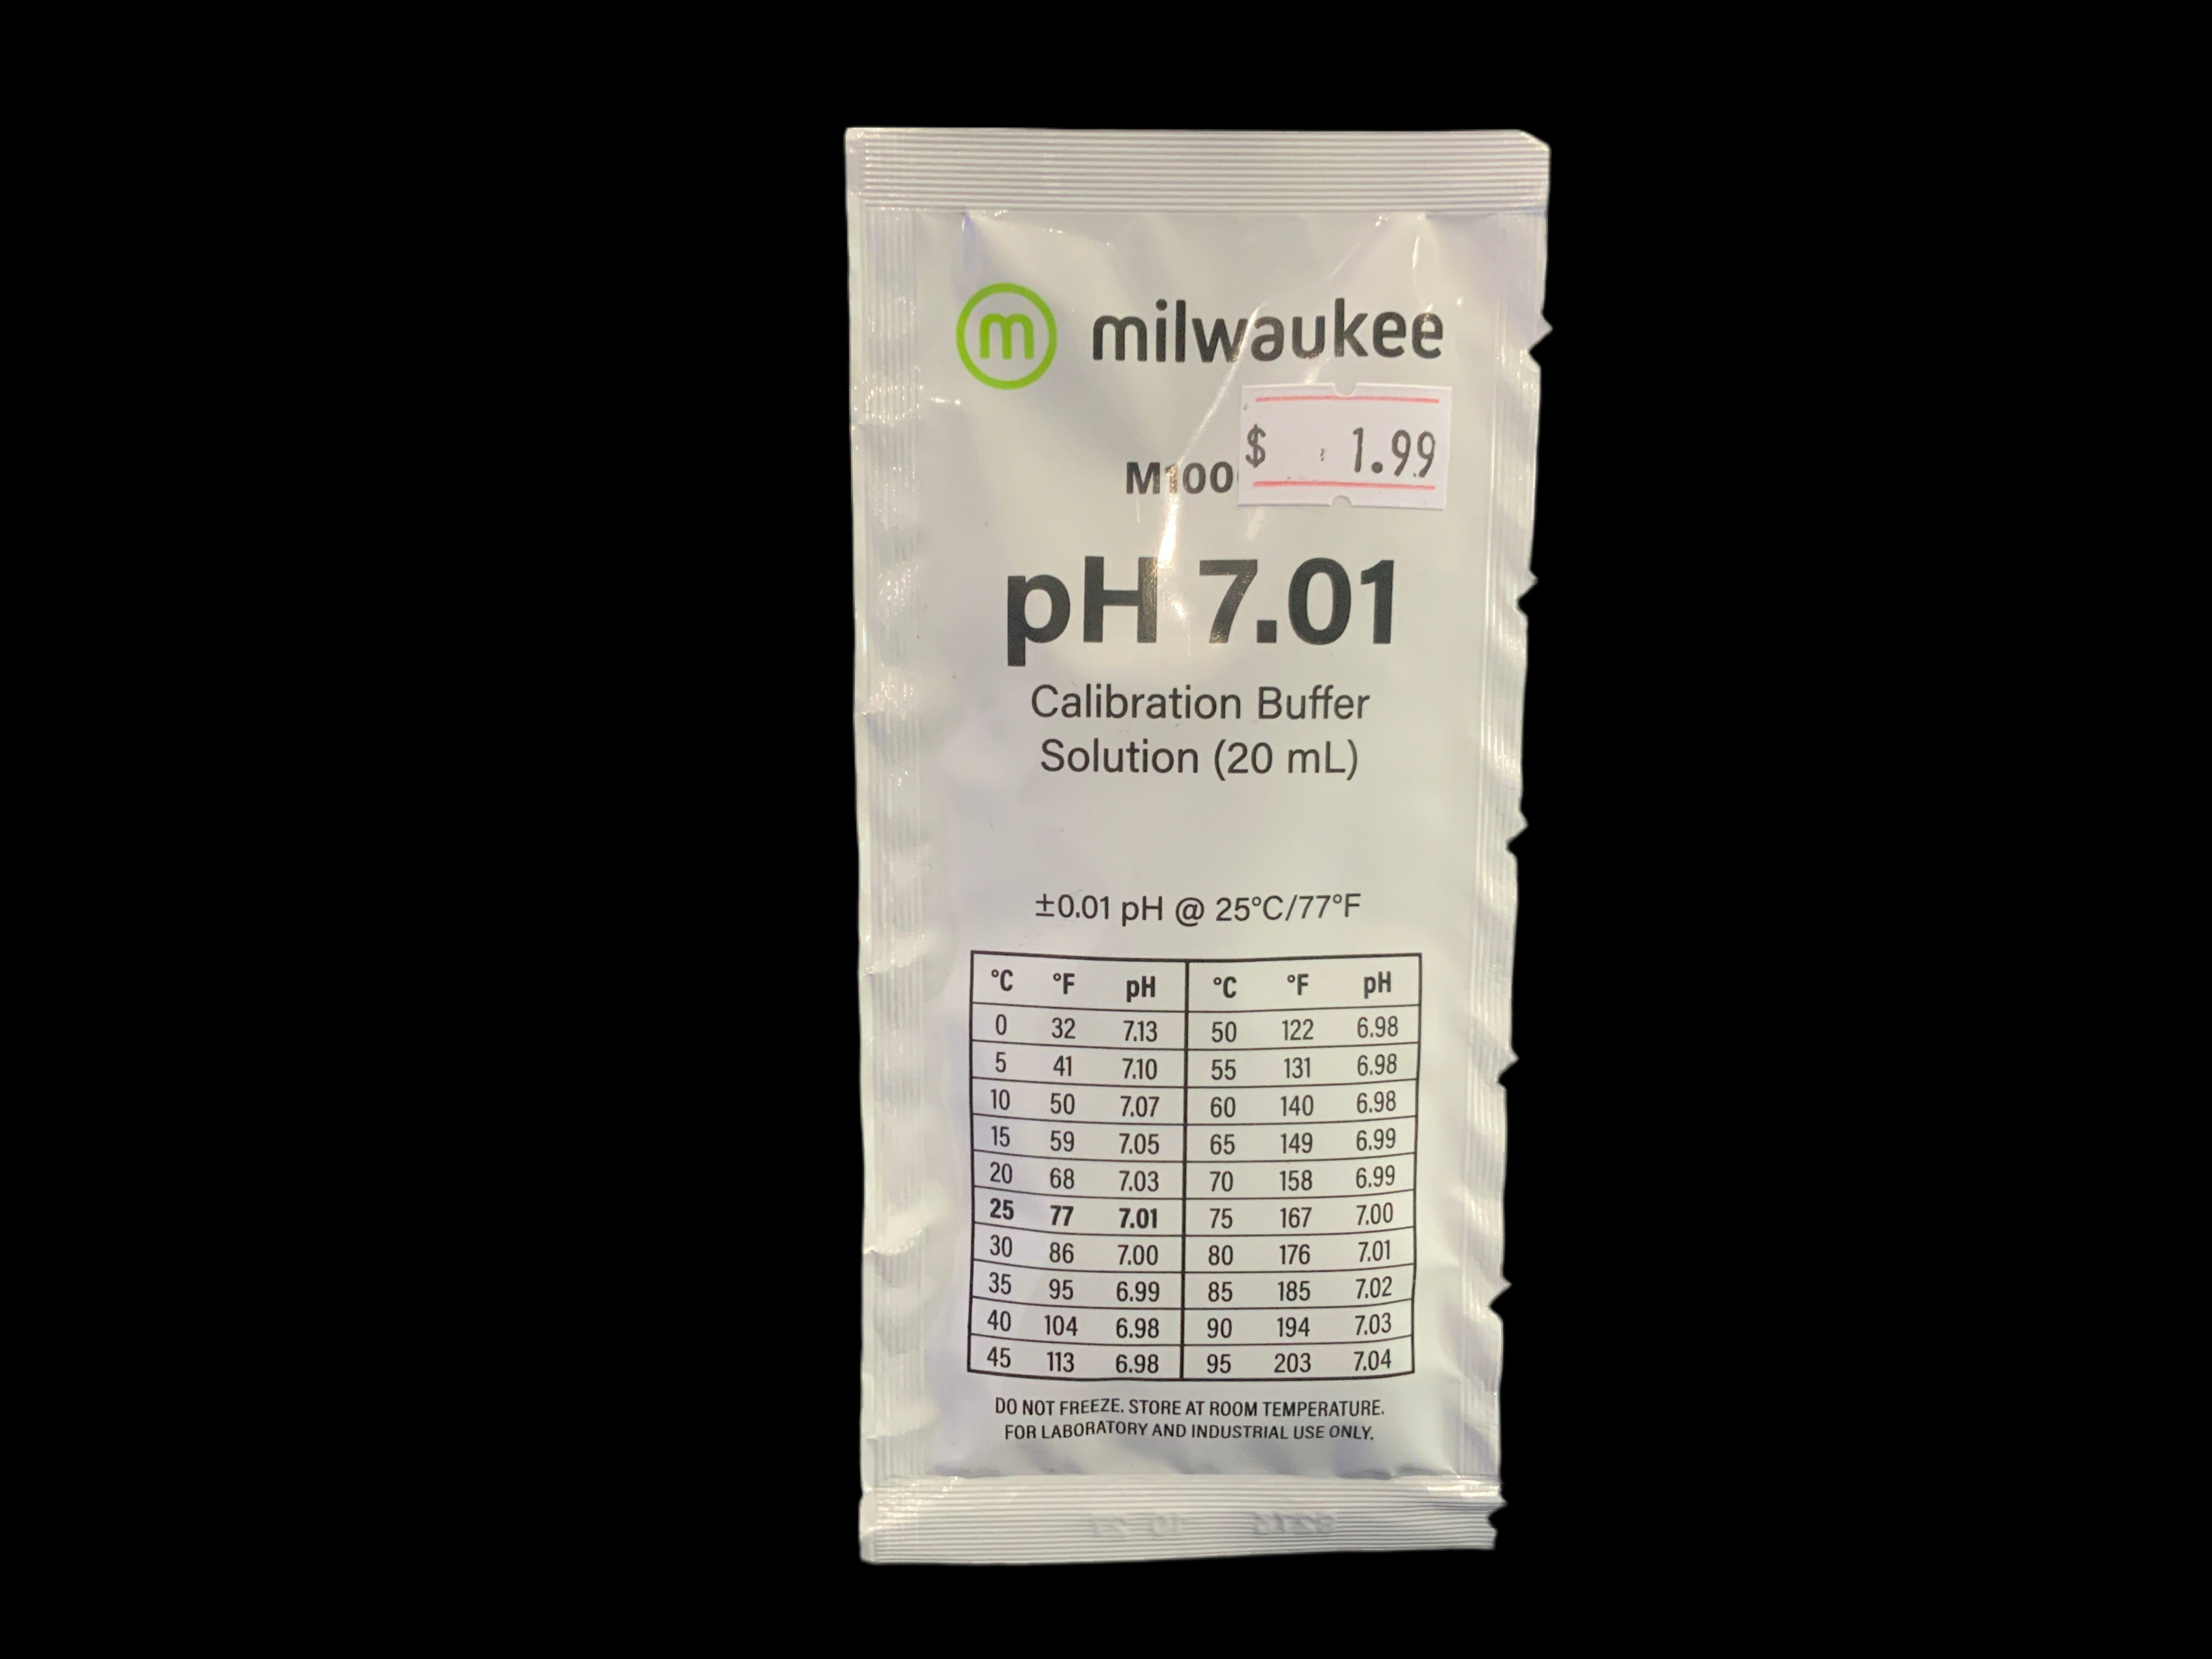 m milwaukee
$ 1.99
M100
pH 7.01
Calibration Buffer
Solution (20 mL)
±0.01 pH @ 25°C/77°F
°C °F pH °C °F pH
0 32 7.13 50 122 6.98
5 41 7.10 55 131 6.98
10 50 7.07 60 140 6.98
15 59 7.05 65 149 6.99
20 68 7.03 70 158 6.99
25 77 7.01 75 167 7.00
30 86 7.00 80 176 7.01
35 95 6.99 85 185 7.02
40 104 6.98 90 194 7.03
45 113 6.98 95 203 7.04
DO NOT FREEZE. STORE AT ROOM TEMPERATURE.
FOR LABORATORY AND INDUSTRIAL USE ONLY.